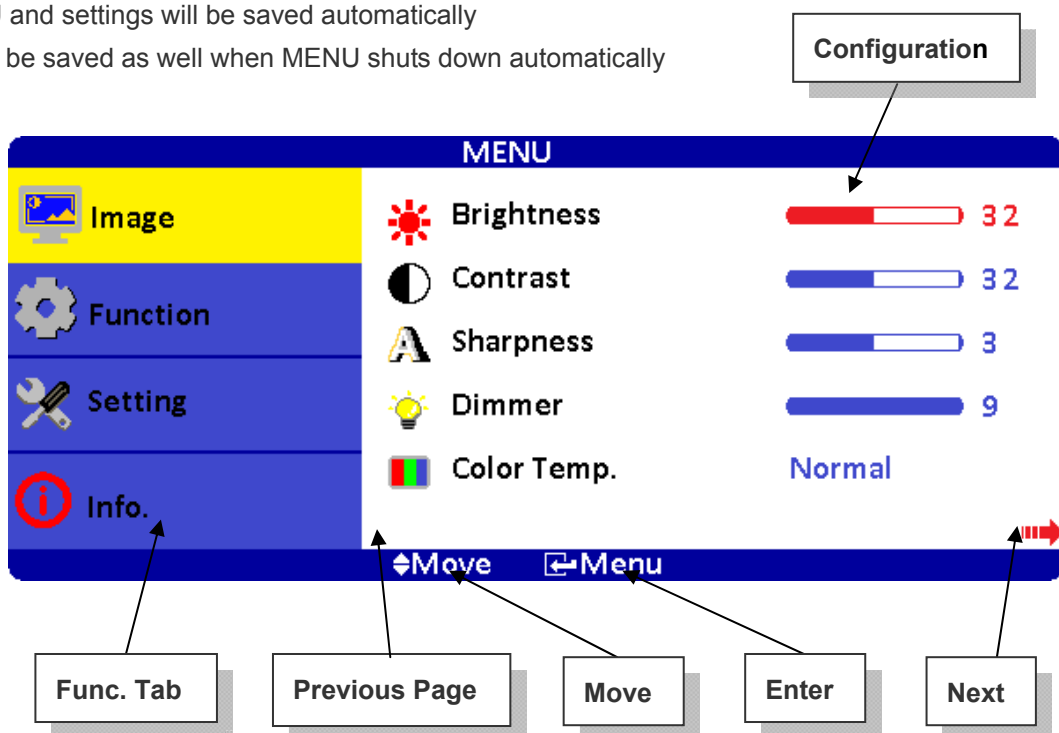 and settings will be saved automatically
be saved as well when MENU shuts down automatically
Configuration
MENU
Image
Brightness 32
Contrast 32
Function
Sharpness 3
Setting
Dimmer 9
Color Temp. Normal
Info.
Move Menu
Func. Tab
Previous Page
Move
Enter
Next